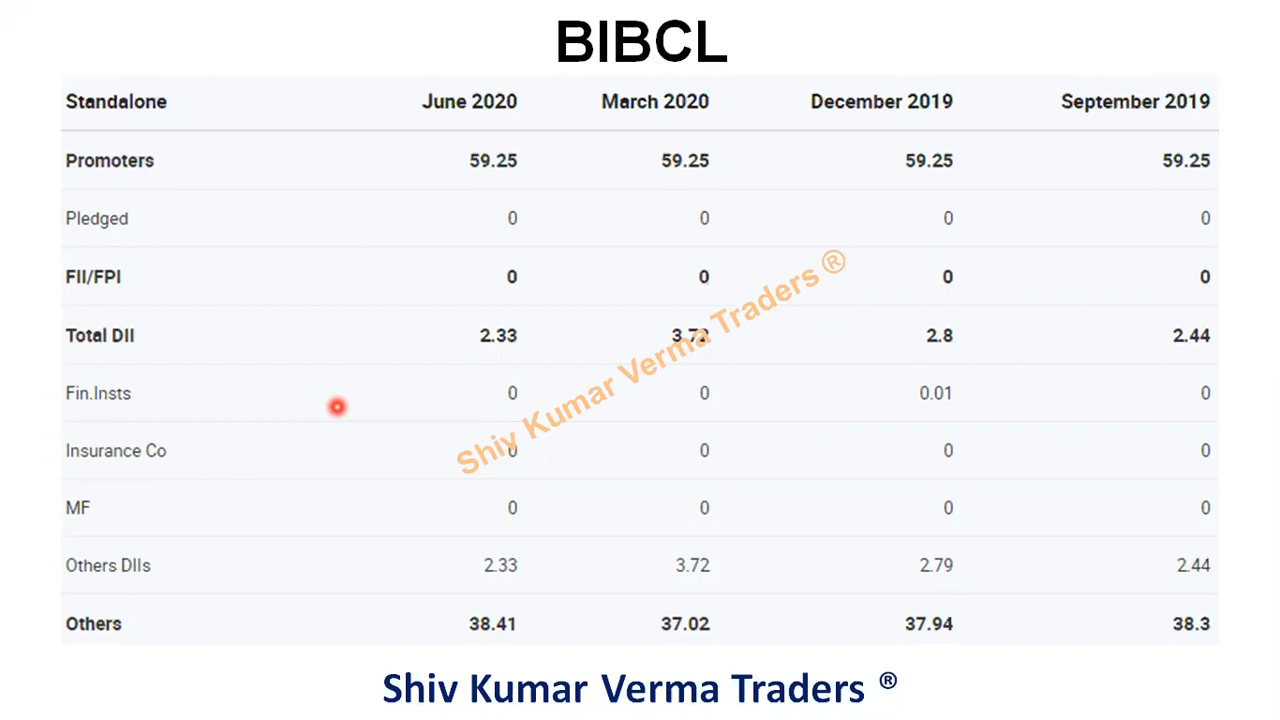 BIBCL
Standalone June 2020 March 2020 December 2019 September 2019
Promoters 59.25 59.25 59.25 59.25
Pledged 0 0 0 0
FII/FPI 0 0 0 0
Total DII 2.33 3.72 2.8 2.44
Fin.Insts 0 0 0.01 0
Insurance Co 0 0 0 0
MF 0 0 0 0
Others DIIs 2.33 3.72 2.79 2.44
Others 38.41 37.02 37.94 38.3
Shiv Kumar Verma Traders ®
Shiv Kumar Verma Traders ®